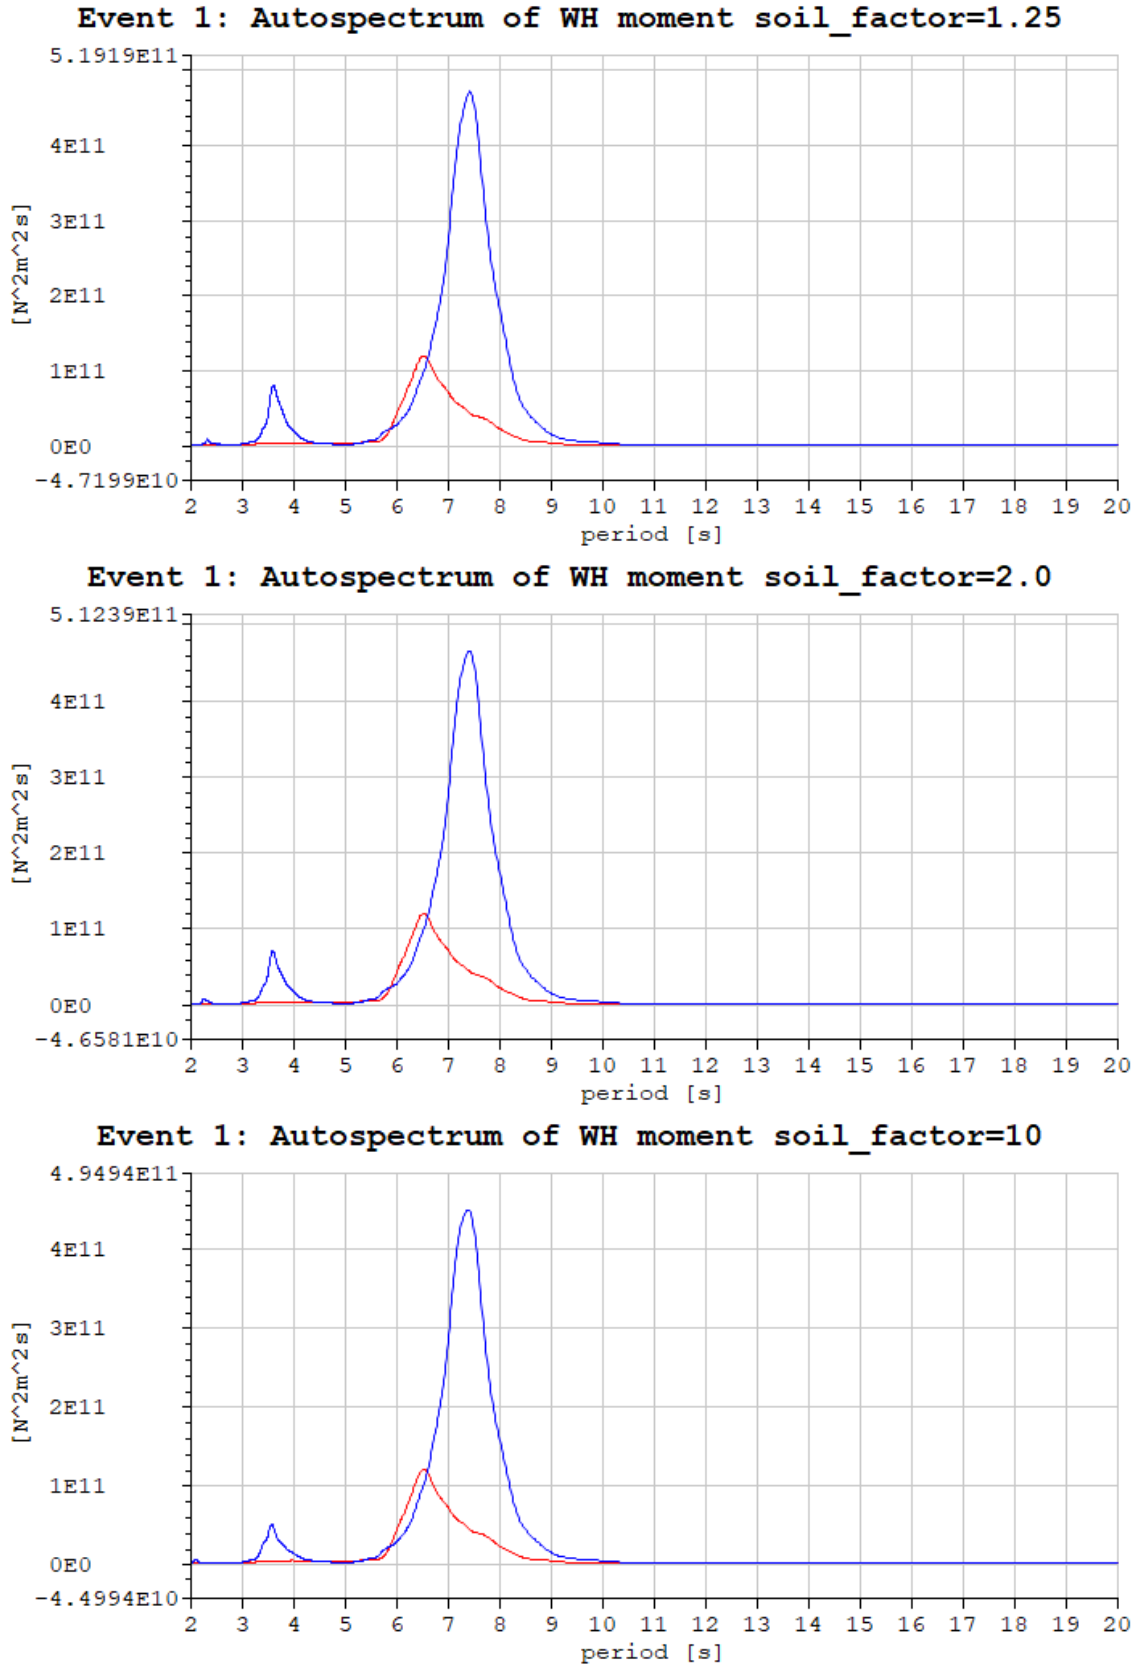 Event 1: Autospectrum of WH moment soil_factor=1.25
5.1919E11
4E11
3E11
2E11
1E11
0E0
-4.7199E10
[N^2m^2s]
2 3 4 5 6 7 8 9 10 11 12 13 14 15 16 17 18 19 20
period [s]
Event 1: Autospectrum of WH moment soil_factor=2.0
5.1239E11
4E11
3E11
2E11
1E11
0E0
-4.6581E10
[N^2m^2s]
2 3 4 5 6 7 8 9 10 11 12 13 14 15 16 17 18 19 20
period [s]
Event 1: Autospectrum of WH moment soil_factor=10
4.9494E11
4E11
3E11
2E11
1E11
0E0
-4.4994E10
[N^2m^2s]
2 3 4 5 6 7 8 9 10 11 12 13 14 15 16 17 18 19 20
period [s]